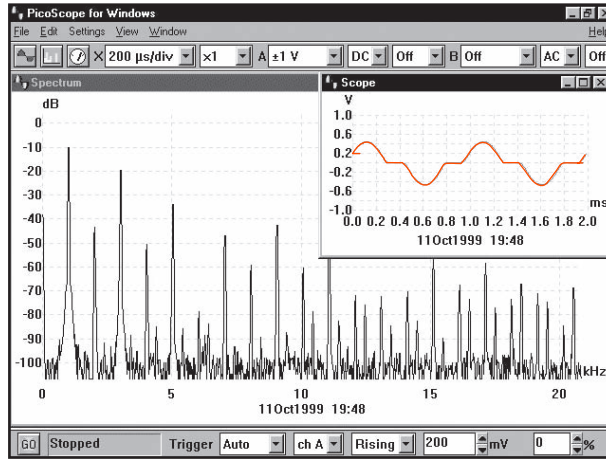 PicoScope for Windows
File Edit Settings View Window Help
X 200 µs/div ×1 A ±1 V DC Off B Off AC Off
Spectrum
dB
0
-10
-20
-30
-40
-50
-60
-70
-80
-90
-100
0 5 10 15 20 kHz
11Oct1999 19:48
Scope
V
1.0
0.6
0.2
-0.2
-0.6
-1.0
ms
0.0 0.2 0.4 0.6 0.8 1.0 1.2 1.4 1.6 1.8 2.0
11Oct1999 19:48
GO Stopped Trigger Auto ch A Rising 200 mV 0 %